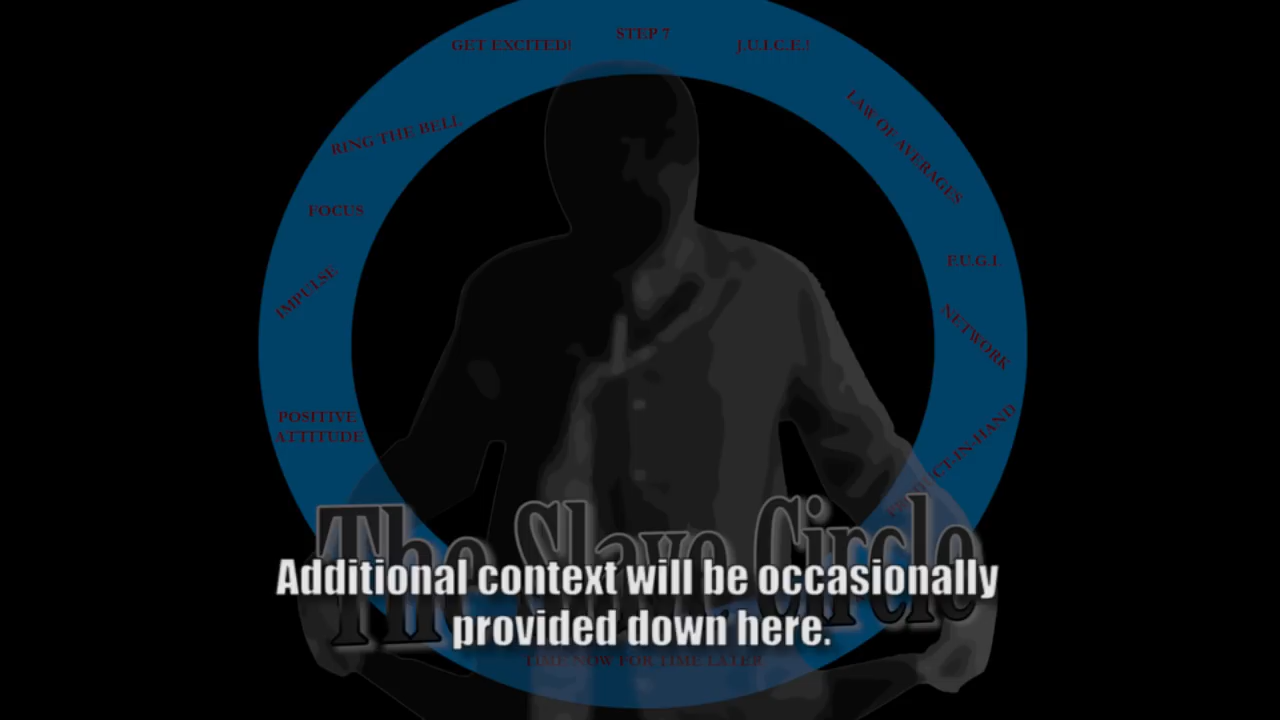 STEP 7
GET EXCITED!
J.U.I.C.E.!
RING THE BELL
LAW OF AVERAGES
FOCUS
F.U.G.I.
IMPULSE
NETWORK
POSITIVE
ATTITUDE
The Slave Circle
Additional context will be occasionally
provided down here.
TIME NOW FOR TIME LATER